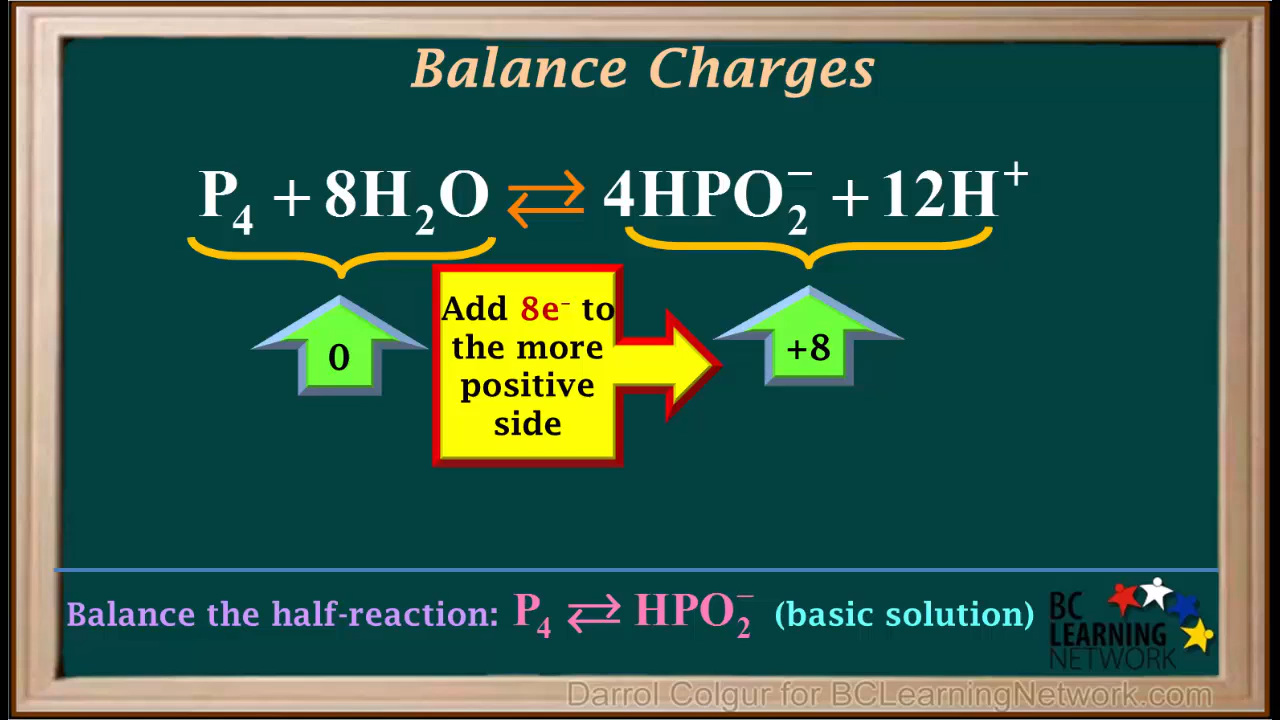 Balance Charges
P₄ + 8H₂O ⇄ 4HPO₂⁻ + 12H⁺
0
Add 8e⁻ to
the more
positive
side
+8
Balance the half-reaction: P₄ ⇄ HPO₂⁻ (basic solution)
BC
LEARNING
NETWORK
Darrol Colgur for BCLearningNetwork.com